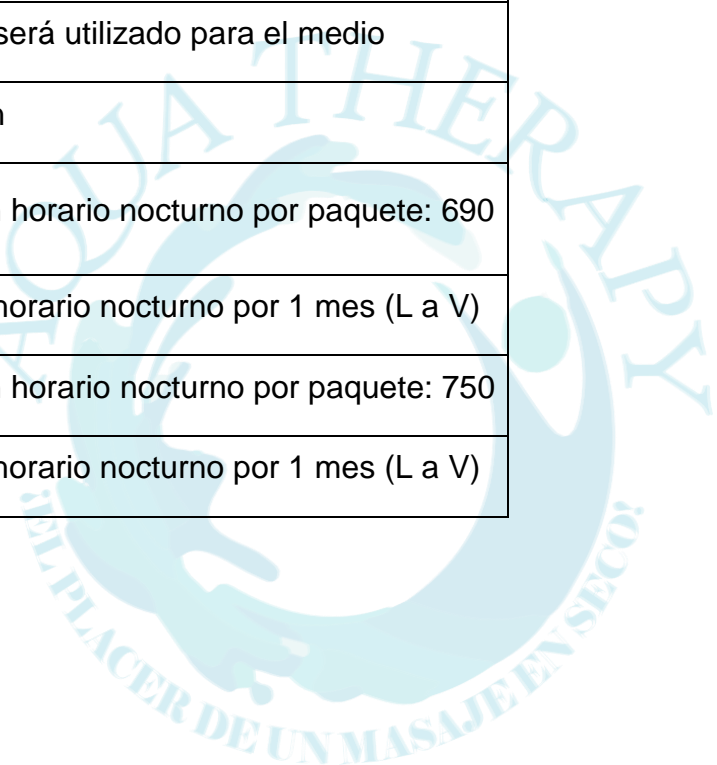 será utilizado para el medio
n
horario nocturno por paquete: 690
horario nocturno por 1 mes (L a V)
horario nocturno por paquete: 750
horario nocturno por 1 mes (L a V)
AQUA THERAPY
¡EL PLACER DE UN MASAJE EN SECO!